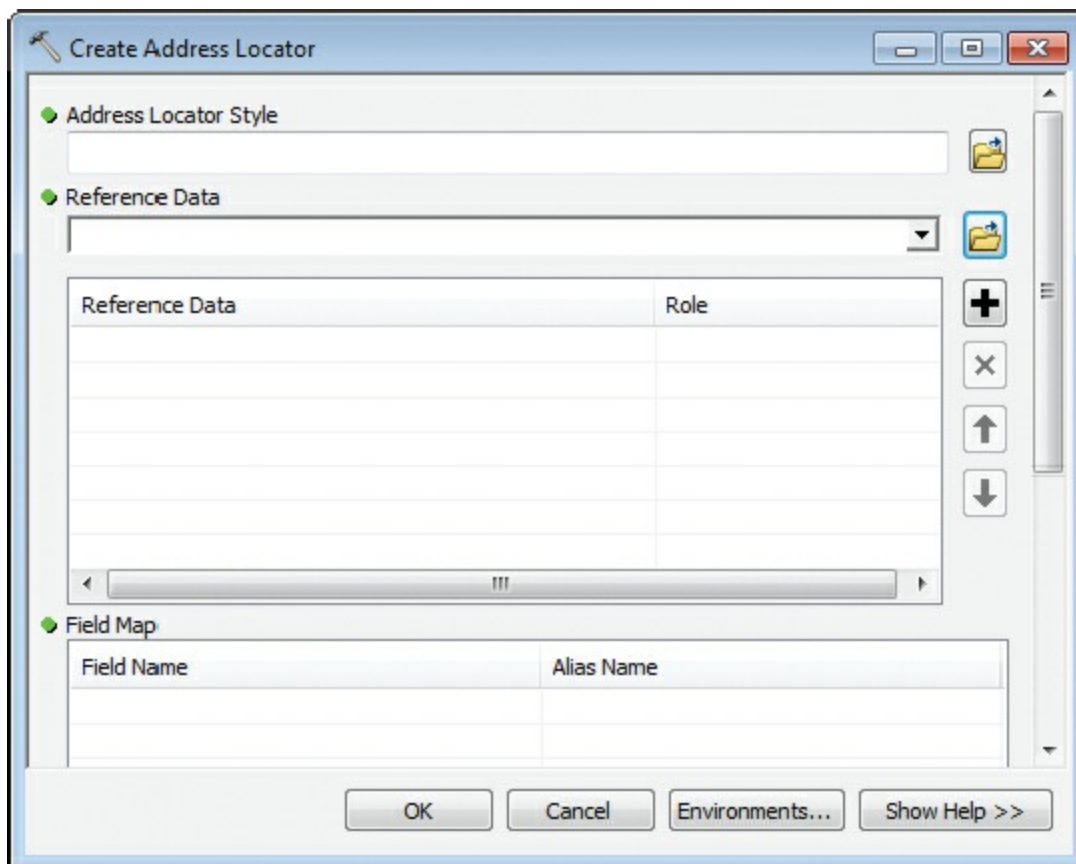 Create Address Locator
Address Locator Style
Reference Data
Reference Data Role
Field Map
Field Name Alias Name
OK Cancel Environments... Show Help >>